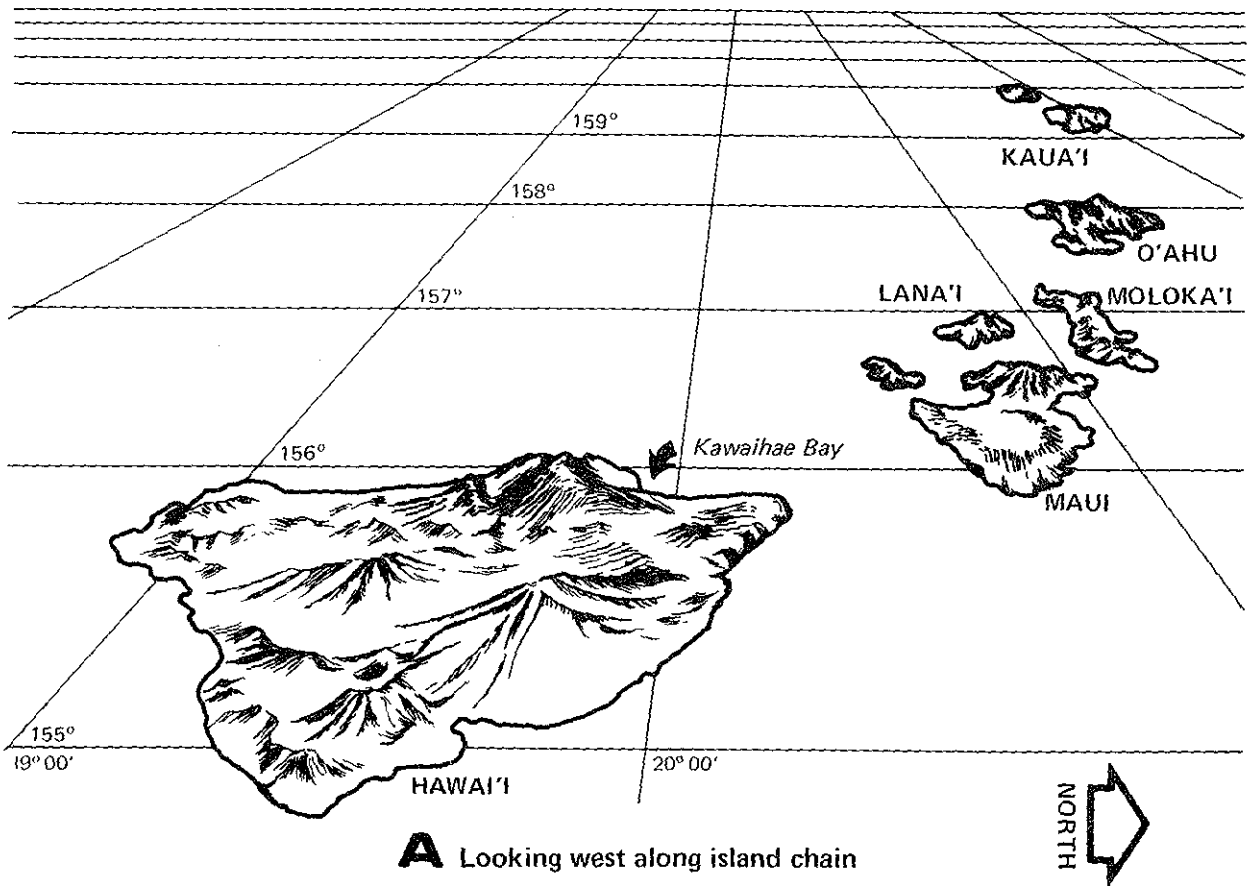 159°
KAUA'I
158°
O'AHU
157°
LANA'I
MOLOKA'I
156°
Kawaihae Bay
MAUI
155°
19° 00'
20° 00'
HAWAI'I
NORTH
A Looking west along island chain